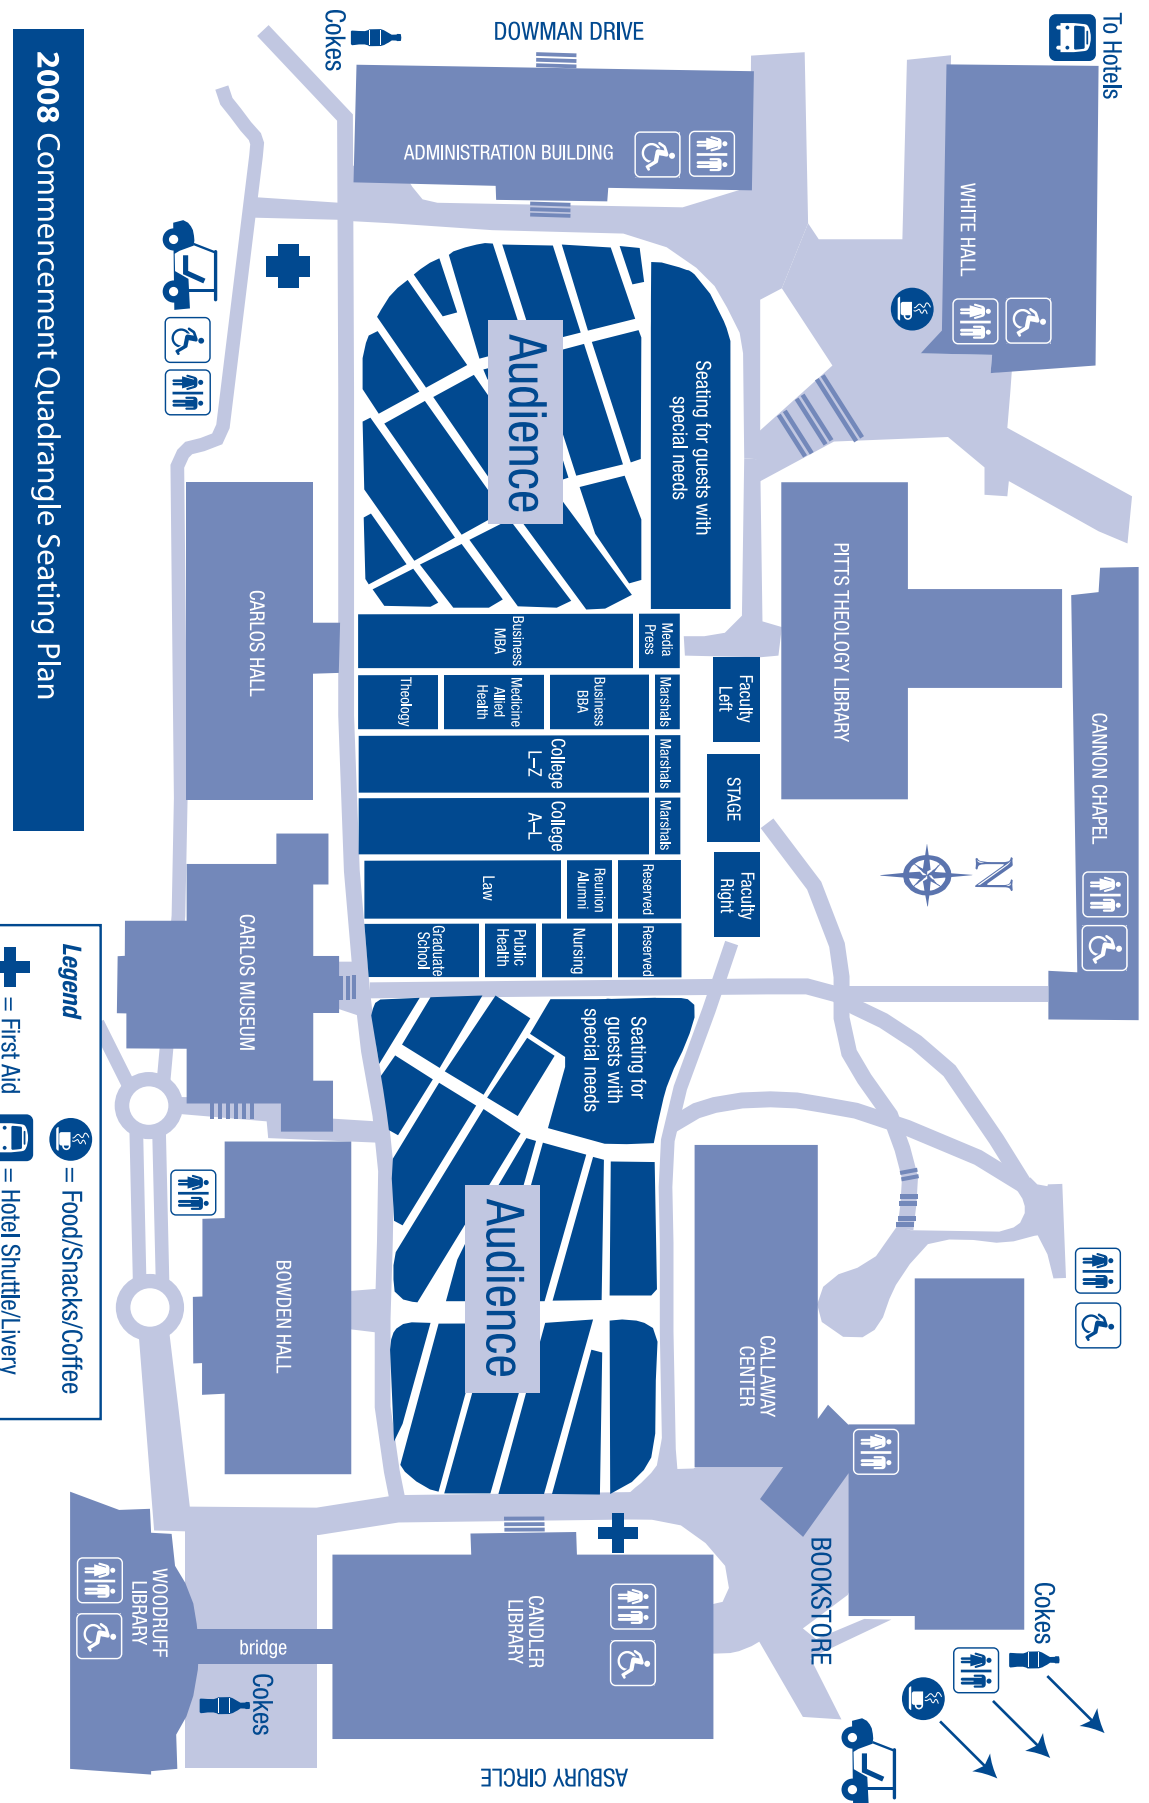 To Hotels
Cokes
DOWMAN DRIVE
ADMINISTRATION BUILDING
WHITE HALL
PITTS THEOLOGY LIBRARY
CANNON CHAPEL
N
Seating for guests with
special needs
Audience
Media
Press
Business
MBA
Marshals
Business
BBA
Medicine
Allied
Health
Theology
Marshals
College
L–Z
Marshals
College
A–L
Reserved
Reunion
Alumni
Law
Reserved
Nursing
Public
Health
Graduate
School
Faculty
Left
STAGE
Faculty
Right
Seating for
guests with
special needs
Audience
CARLOS HALL
CARLOS MUSEUM
BOWDEN HALL
CALLAWAY
CENTER
BOOKSTORE
Cokes
CANDLER
LIBRARY
bridge
WOODRUFF
LIBRARY
Cokes
ASBURY CIRCLE
2008 Commencement Quadrangle Seating Plan
Legend
= Food/Snacks/Coffee
= First Aid
= Hotel Shuttle/Livery